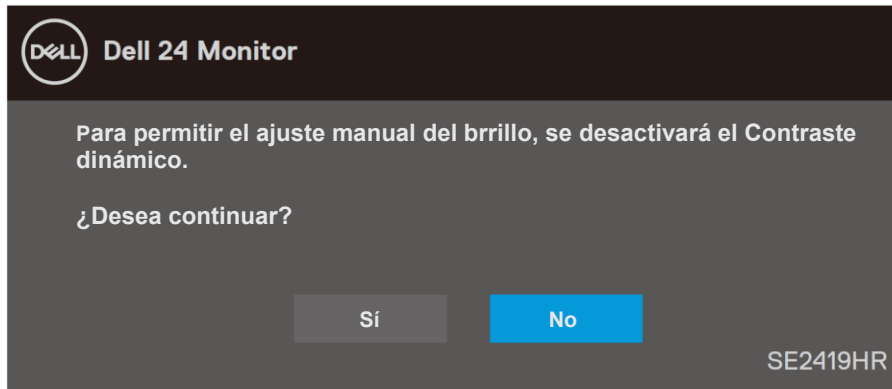 DELL Dell 24 Monitor
Para permitir el ajuste manual del brrillo, se desactivará el Contraste
dinámico.
¿Desea continuar?
Sí No
SE2419HR